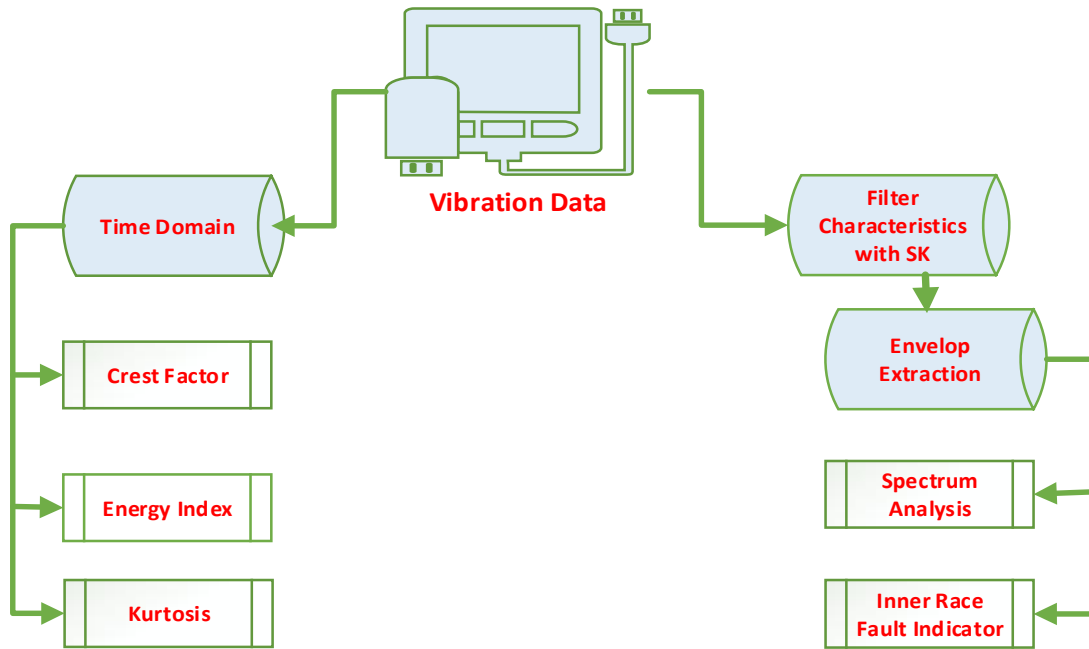 Vibration Data
Time Domain
Crest Factor
Energy Index
Kurtosis
Filter
Characteristics
with SK
Envelop
Extraction
Spectrum
Analysis
Inner Race
Fault Indicator